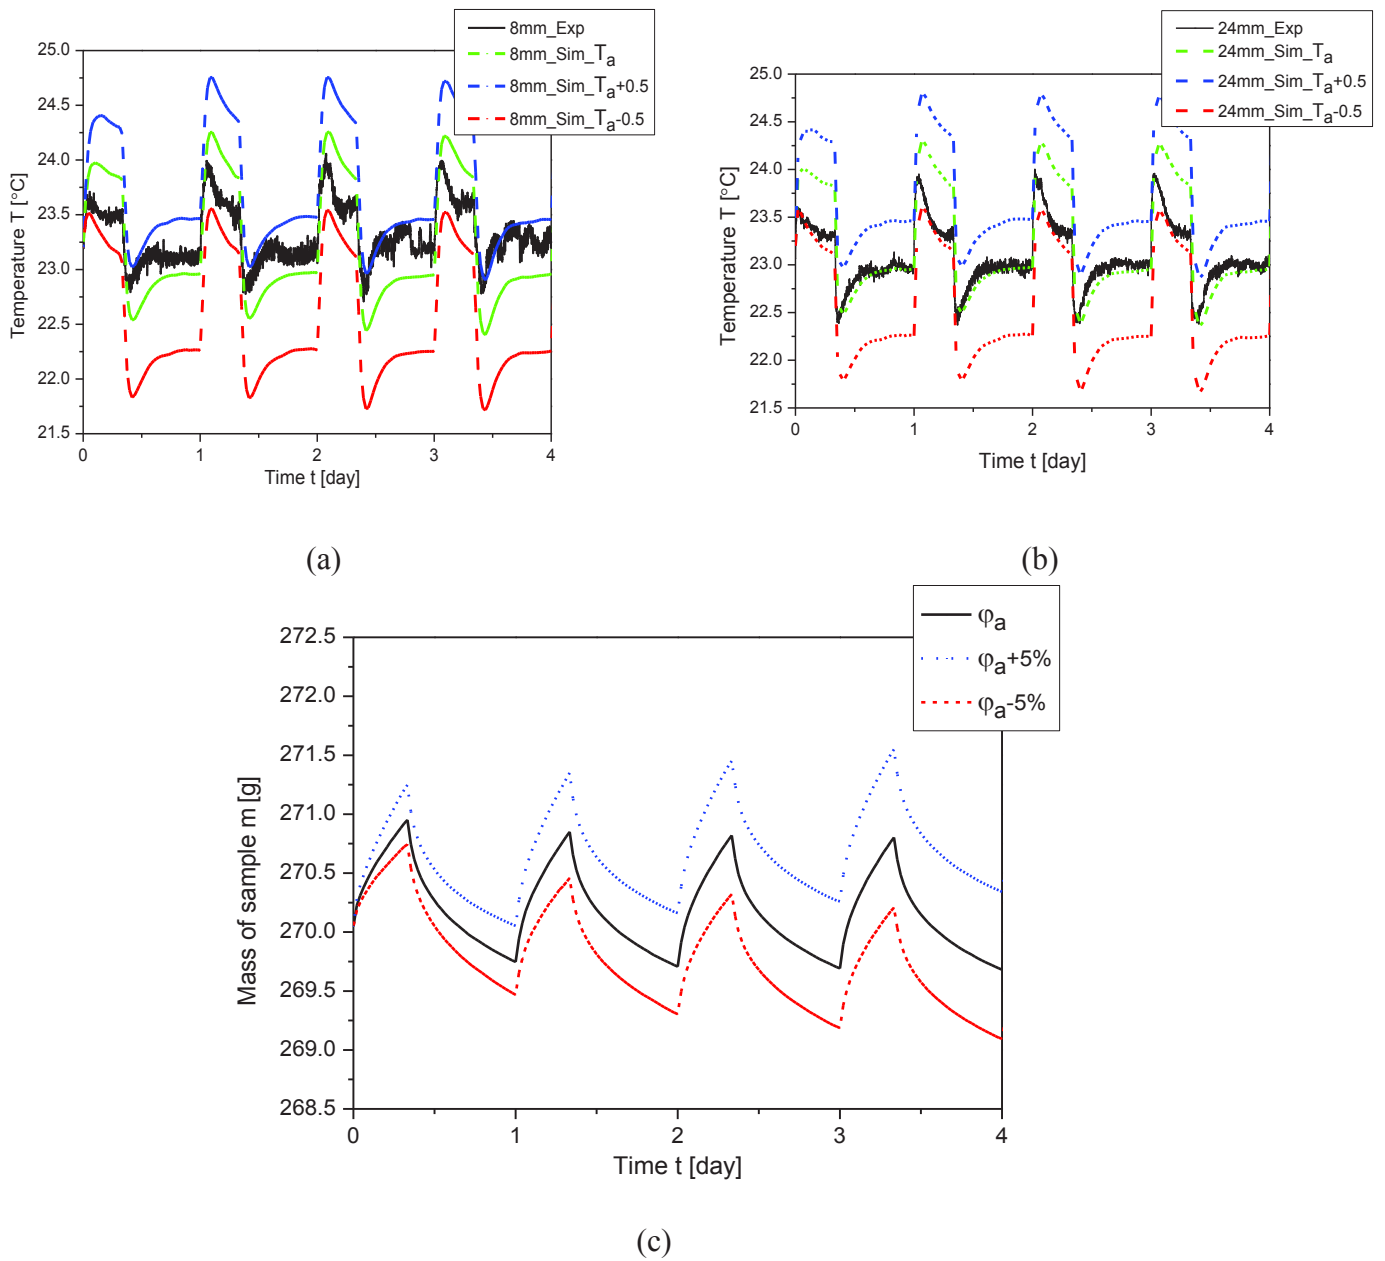 8mm_Exp
8mm_Sim_Ta
8mm_Sim_Ta+0.5
8mm_Sim_Ta-0.5
25.0
24.5
24.0
23.5
23.0
22.5
22.0
21.5
Temperature T [°C]
0 1 2 3 4
Time t [day]
(a)
24mm_Exp
24mm_Sim_Ta
24mm_Sim_Ta+0.5
24mm_Sim_Ta-0.5
25.0
24.5
24.0
23.5
23.0
22.5
22.0
21.5
Temperature T [°C]
0 1 2 3 4
Time t [day]
(b)
φa
φa+5%
φa-5%
272.5
272.0
271.5
271.0
270.5
270.0
269.5
269.0
268.5
Mass of sample m [g]
0 1 2 3 4
Time t [day]
(c)